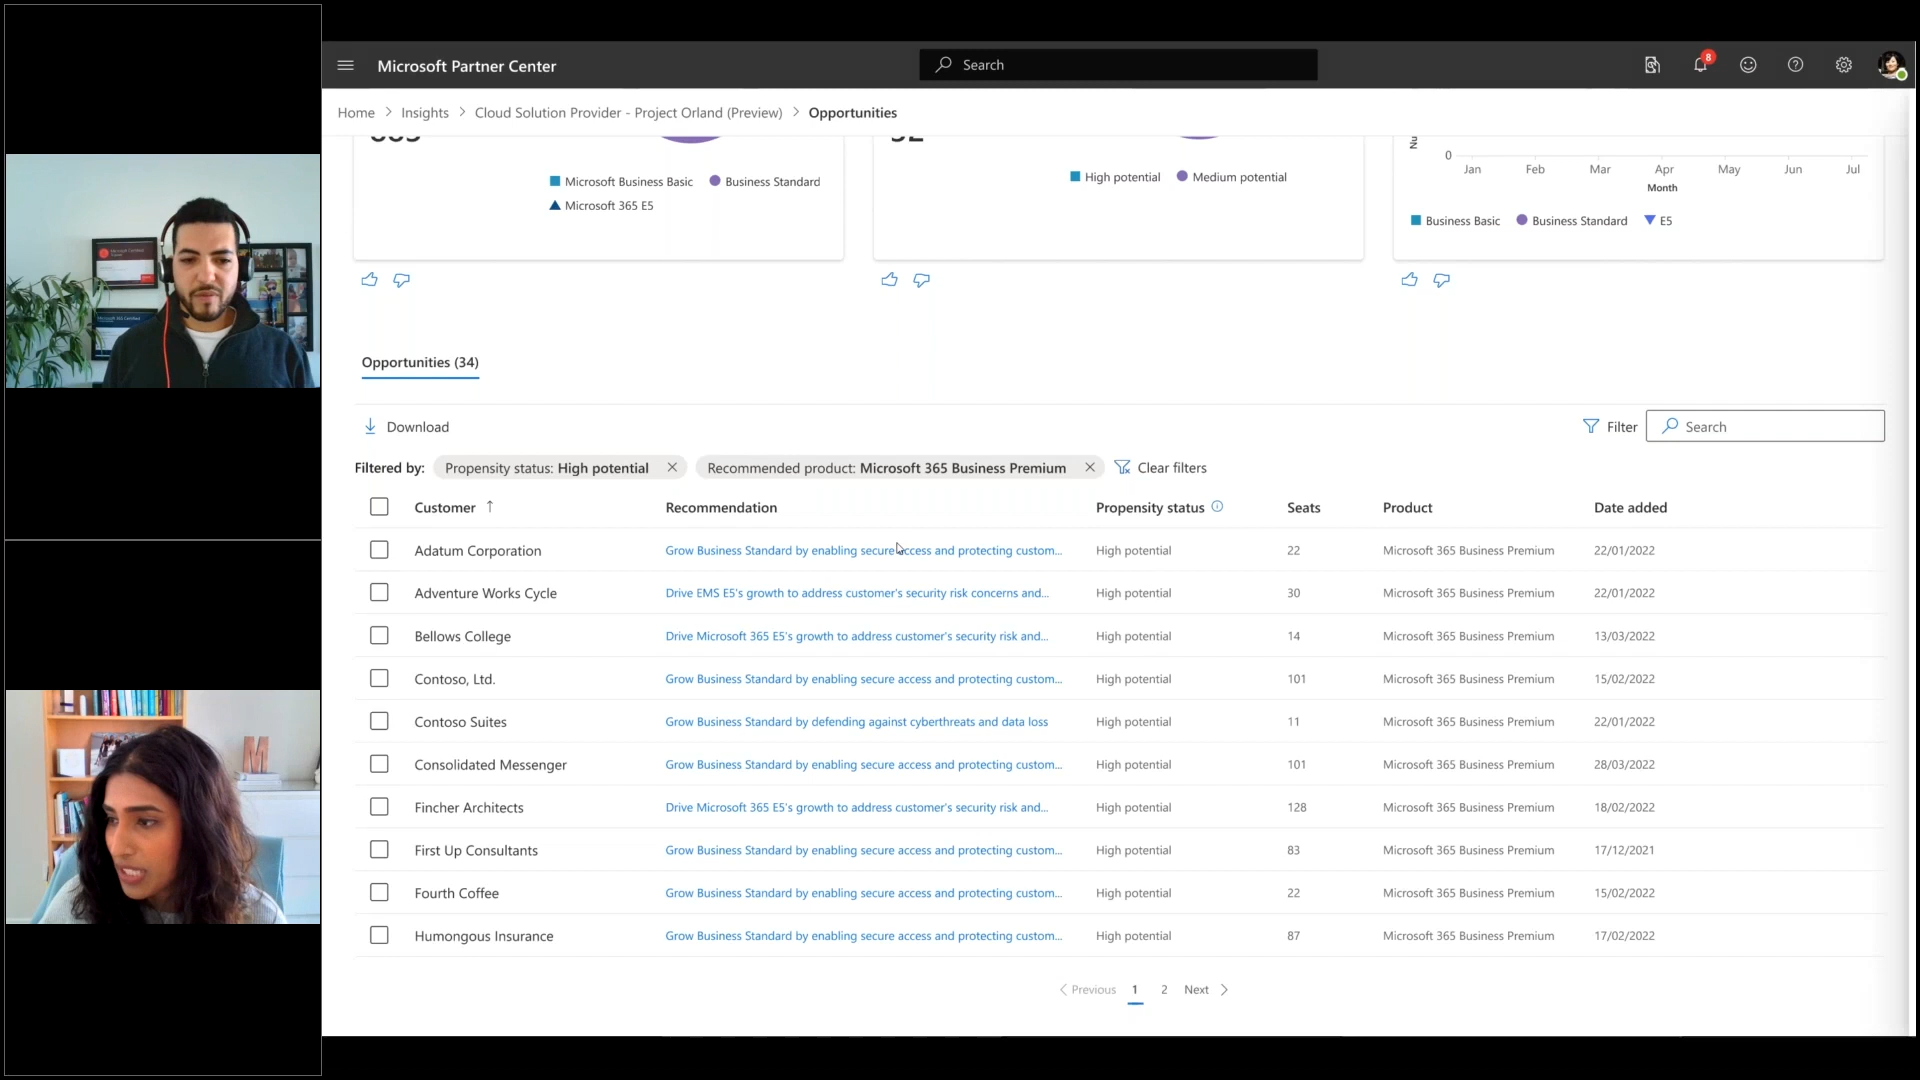 Microsoft Partner Center
Search
8
Home > Insights > Cloud Solution Provider - Project Orland (Preview) > Opportunities
Microsoft Business Basic Business Standard
Microsoft 365 E5
High potential Medium potential
0
Jan Feb Mar Apr May Jun Jul
Month
Business Basic Business Standard E5
Opportunities (34)
Download
Filter
Search
Filtered by: Propensity status: High potential Recommended product: Microsoft 365 Business Premium Clear filters
Customer Recommendation Propensity status Seats Product Date added
Adatum Corporation Grow Business Standard by enabling secure access and protecting custom... High potential 22 Microsoft 365 Business Premium 22/01/2022
Adventure Works Cycle Drive EMS E5's growth to address customer's security risk concerns and... High potential 30 Microsoft 365 Business Premium 22/01/2022
Bellows College Drive Microsoft 365 E5's growth to address customer's security risk and... High potential 14 Microsoft 365 Business Premium 13/03/2022
Contoso, Ltd. Grow Business Standard by enabling secure access and protecting custom... High potential 101 Microsoft 365 Business Premium 15/02/2022
Contoso Suites Grow Business Standard by defending against cyberthreats and data loss High potential 11 Microsoft 365 Business Premium 22/01/2022
Consolidated Messenger Grow Business Standard by enabling secure access and protecting custom... High potential 101 Microsoft 365 Business Premium 28/03/2022
Fincher Architects Drive Microsoft 365 E5's growth to address customer's security risk and... High potential 128 Microsoft 365 Business Premium 18/02/2022
First Up Consultants Grow Business Standard by enabling secure access and protecting custom... High potential 83 Microsoft 365 Business Premium 17/12/2021
Fourth Coffee Grow Business Standard by enabling secure access and protecting custom... High potential 22 Microsoft 365 Business Premium 15/02/2022
Humongous Insurance Grow Business Standard by enabling secure access and protecting custom... High potential 87 Microsoft 365 Business Premium 17/02/2022
Previous 1 2 Next
M